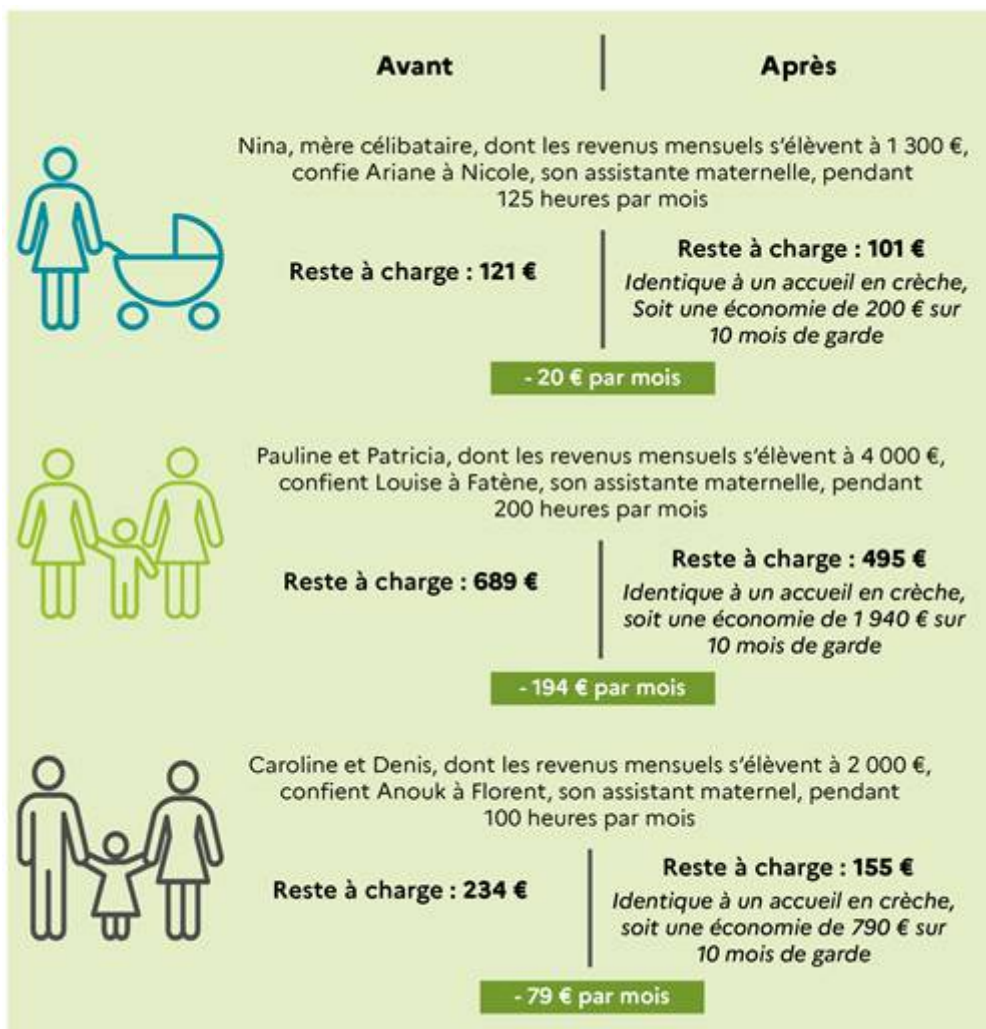 Avant
Après
Nina, mère célibataire, dont les revenus mensuels s'élèvent à 1 300 €,
confie Ariane à Nicole, son assistante maternelle, pendant
125 heures par mois
Reste à charge : 121 €
Reste à charge : 101 €
Identique à un accueil en crèche,
Soit une économie de 200 € sur
10 mois de garde
- 20 € par mois
Pauline et Patricia, dont les revenus mensuels s'élèvent à 4 000 €,
confient Louise à Fatène, son assistante maternelle, pendant
200 heures par mois
Reste à charge : 689 €
Reste à charge : 495 €
Identique à un accueil en crèche,
soit une économie de 1 940 € sur
10 mois de garde
- 194 € par mois
Caroline et Denis, dont les revenus mensuels s'élèvent à 2 000 €,
confient Anouk à Florent, son assistant maternel, pendant
100 heures par mois
Reste à charge : 234 €
Reste à charge : 155 €
Identique à un accueil en crèche,
soit une économie de 790 € sur
10 mois de garde
- 79 € par mois